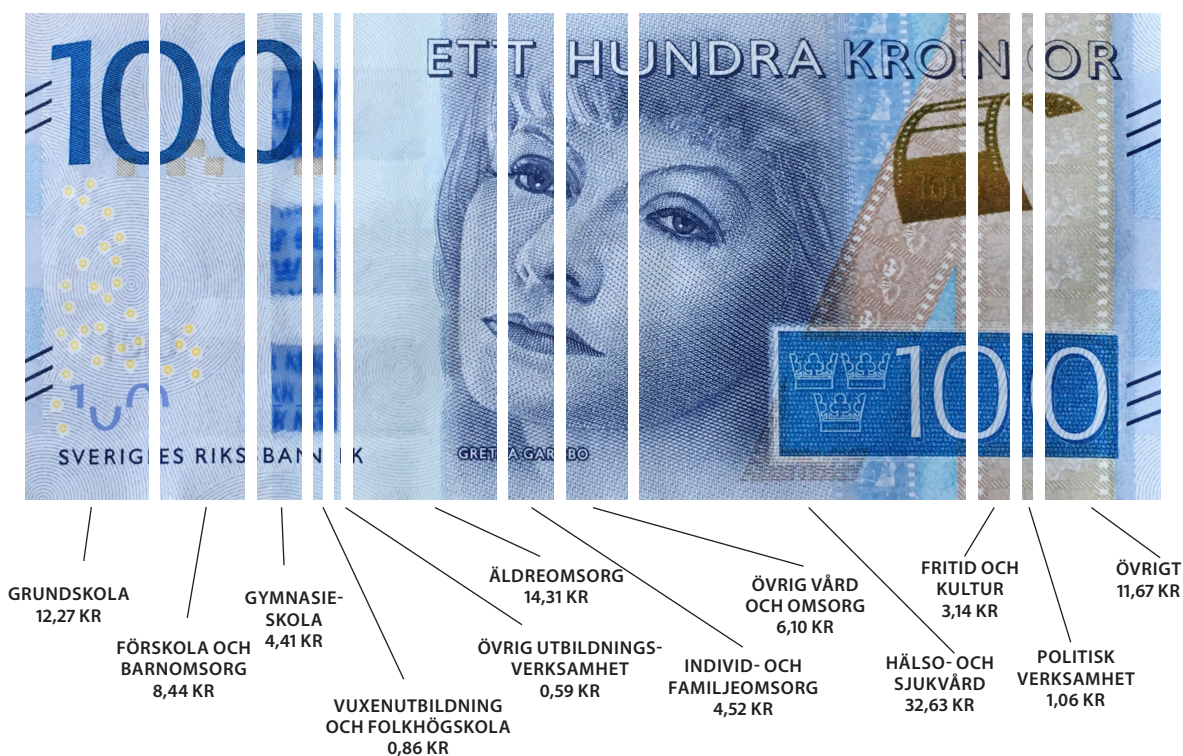 100
ETT HUNDRA KRONOR
100
100
SVERIGES RIKSBANK
GRETA GARBO
100
GRUNDSKOLA
12,27 KR
FÖRSKOLA OCH
BARNOMSORG
8,44 KR
GYMNASIE-
SKOLA
4,41 KR
VUXENUTBILDNING
OCH FOLKHÖGSKOLA
0,86 KR
ÖVRIG UTBILDNINGS-
VERKSAMHET
0,59 KR
ÄLDREOMSORG
14,31 KR
INDIVID- OCH
FAMILJEOMSORG
4,52 KR
ÖVRIG VÅRD
OCH OMSORG
6,10 KR
HÄLSO- OCH
SJUKVÅRD
32,63 KR
FRITID OCH
KULTUR
3,14 KR
POLITISK
VERKSAMHET
1,06 KR
ÖVRIGT
11,67 KR